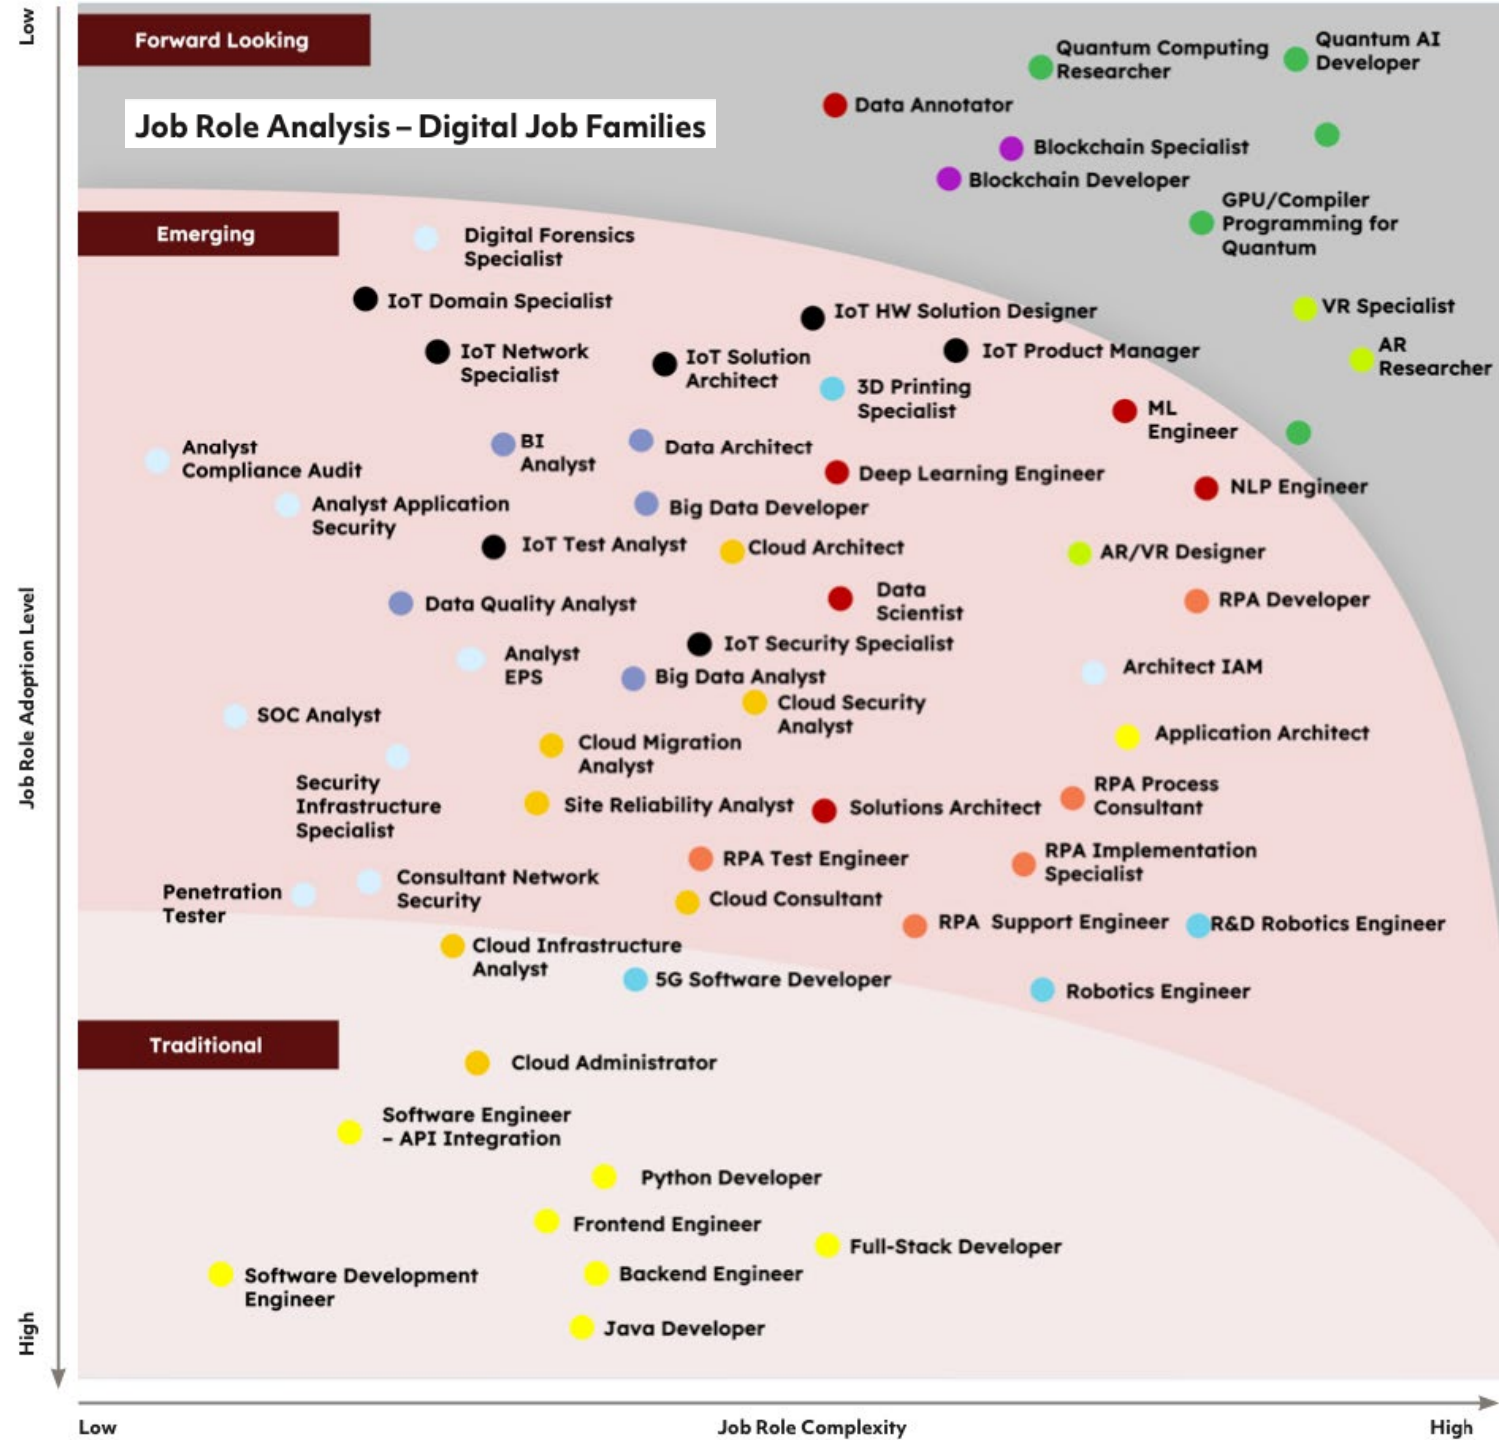 Low
Forward Looking
Job Role Analysis – Digital Job Families
Quantum Computing
Researcher
Quantum AI
Developer
Data Annotator
Blockchain Specialist
Blockchain Developer
GPU/Compiler
Programming for
Quantum
Emerging
Digital Forensics
Specialist
IoT Domain Specialist
IoT HW Solution Designer
VR Specialist
IoT Network
Specialist
IoT Solution
Architect
IoT Product Manager
AR
Researcher
3D Printing
Specialist
ML
Engineer
Analyst
Compliance Audit
BI
Analyst
Data Architect
Deep Learning Engineer
NLP Engineer
Analyst Application
Security
Big Data Developer
IoT Test Analyst
Cloud Architect
AR/VR Designer
Data Quality Analyst
Data
Scientist
RPA Developer
IoT Security Specialist
Analyst
EPS
Big Data Analyst
Architect IAM
SOC Analyst
Cloud Security
Analyst
Application Architect
Cloud Migration
Analyst
Security
Infrastructure
Specialist
Site Reliability Analyst
Solutions Architect
RPA Process
Consultant
RPA Test Engineer
RPA Implementation
Specialist
Penetration
Tester
Consultant Network
Security
Cloud Consultant
RPA Support Engineer
R&D Robotics Engineer
Cloud Infrastructure
Analyst
5G Software Developer
Robotics Engineer
Job Role Adoption Level
Traditional
Cloud Administrator
Software Engineer
– API Integration
Python Developer
Frontend Engineer
Full-Stack Developer
Software Development
Engineer
Backend Engineer
Java Developer
High
Low
Job Role Complexity
High